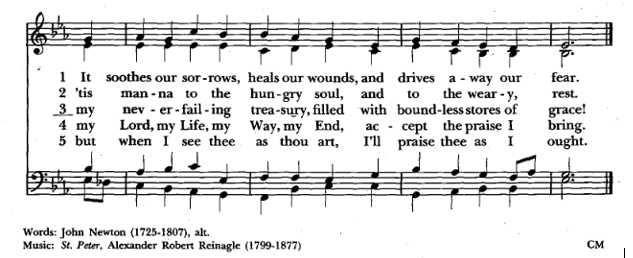 1 It soothes our sor-rows, heals our wounds, and drives a-way our fear.
2 'tis man-na to the hun-gry soul, and to the wear-y, rest.
3 my nev-er-fail-ing trea-sury, filled with bound-less stores of grace!
4 my Lord, my Life, my Way, my End, ac-cept the praise I bring.
5 but when I see thee as thou art, I'll praise thee as I ought.
Words: John Newton (1725-1807), alt.
Music: St. Peter, Alexander Robert Reinagle (1799-1877) CM